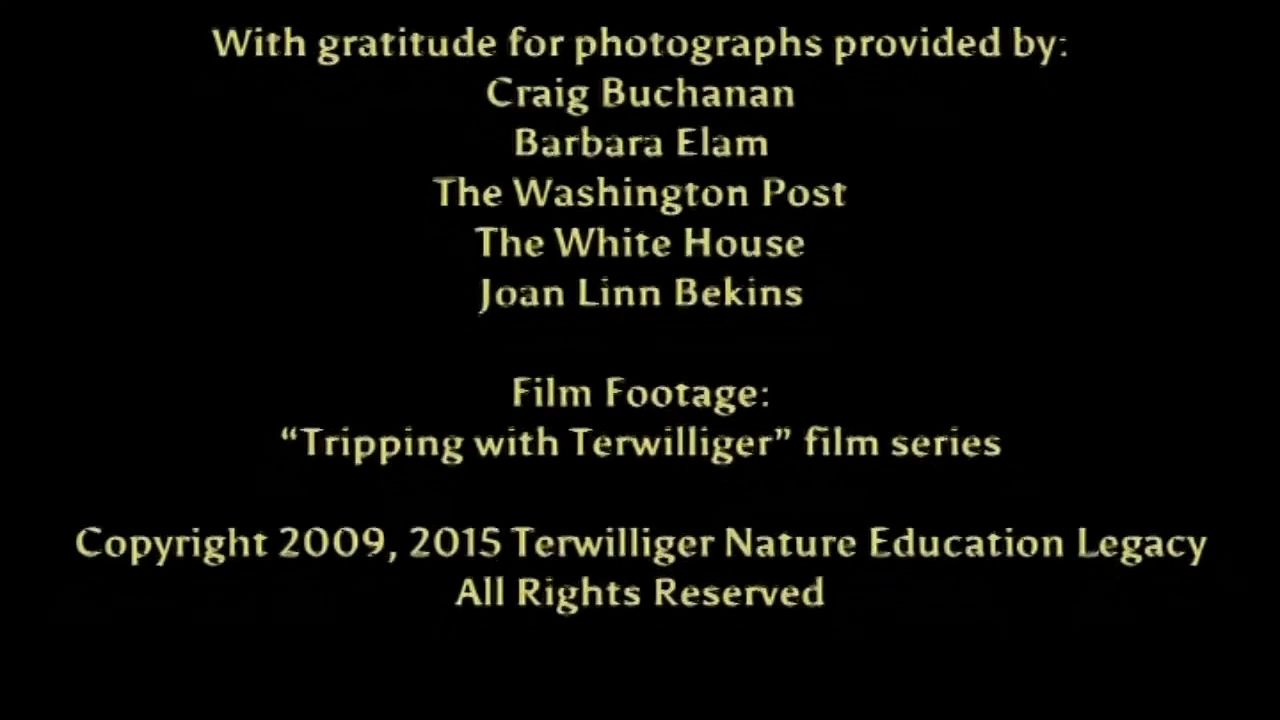 With gratitude for photographs provided by:
Craig Buchanan
Barbara Elam
The Washington Post
The White House
Joan Linn Bekins
Film Footage:
“Tripping with Terwilliger” film series
Copyright 2009, 2015 Terwilliger Nature Education Legacy
All Rights Reserved